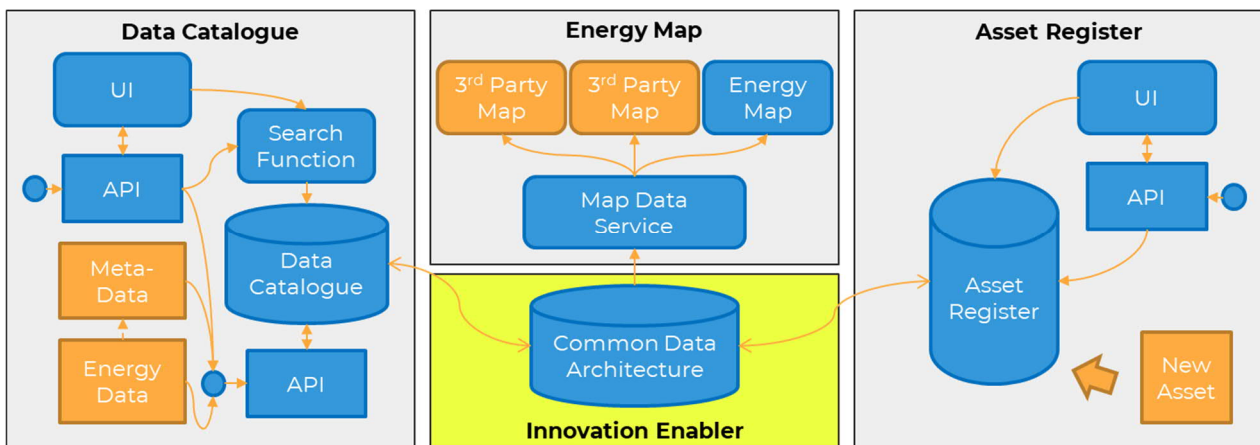 Data Catalogue
UI
Search
Function
API
Meta-
Data
Data
Catalogue
Energy
Data
API
Energy Map
3rd Party
Map
3rd Party
Map
Energy
Map
Map Data
Service
Common Data
Architecture
Innovation Enabler
Asset Register
UI
API
Asset
Register
New
Asset